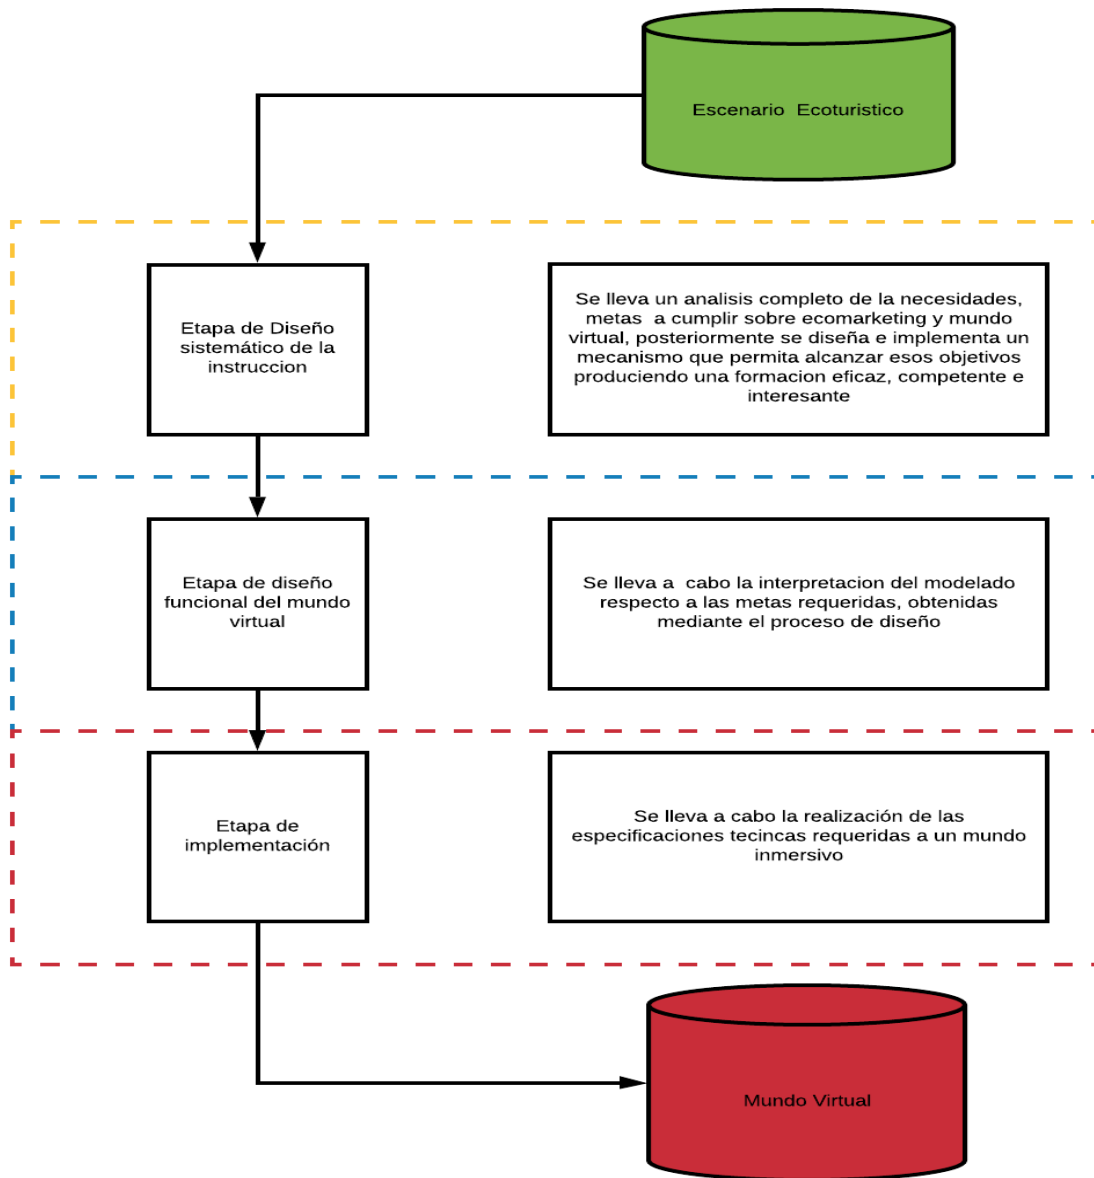 Escenario Ecoturistico
Etapa de Diseño
sistemático de la
instruccion
Se lleva un analisis completo de la necesidades,
metas a cumplir sobre ecomarketing y mundo
virtual, posteriormente se diseña e implementa un
mecanismo que permita alcanzar esos objetivos
produciendo una formacion eficaz, competente e
interesante
Etapa de diseño
funcional del mundo
virtual
Se lleva a cabo la interpretacion del modelado
respecto a las metas requeridas, obtenidas
mediante el proceso de diseño
Etapa de
implementación
Se lleva a cabo la realización de las
especificaciones tecincas requeridas a un mundo
inmersivo
Mundo Virtual